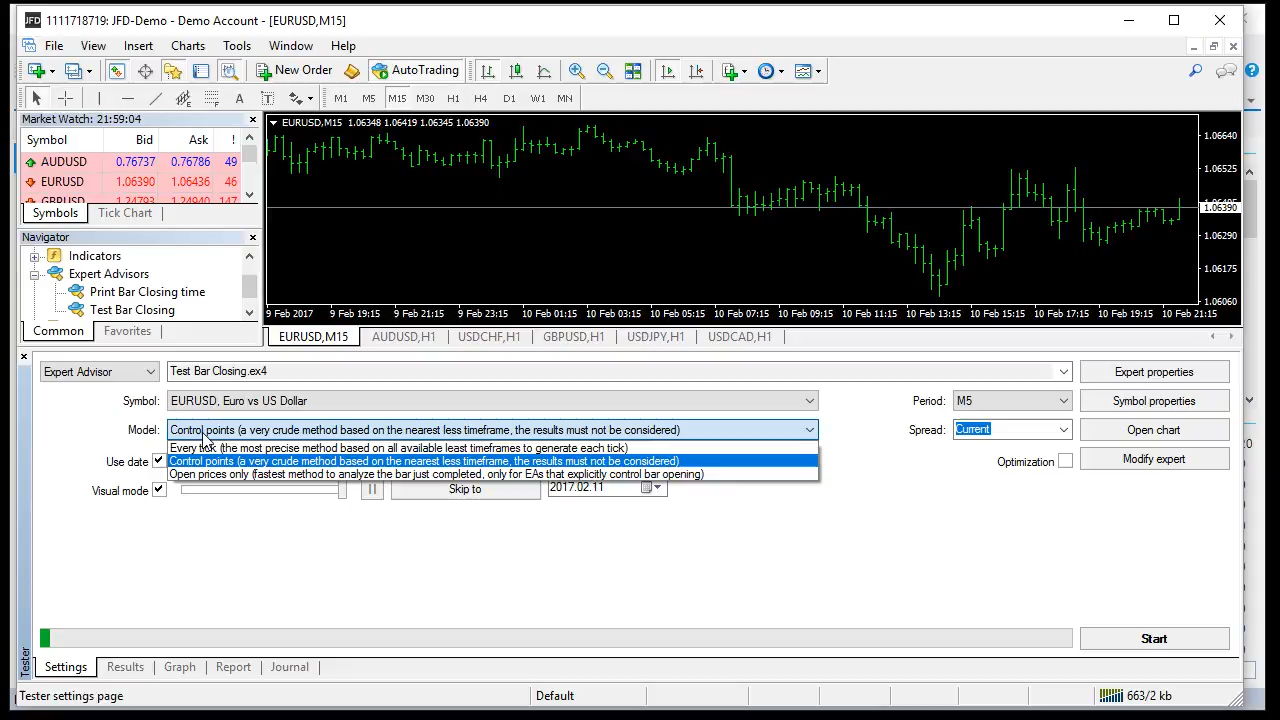 JFD 1111718719: JFD-Demo - Demo Account - [EURUSD,M15]
File View Insert Charts Tools Window Help
New Order AutoTrading
A T M1 M5 M15 M30 H1 H4 D1 W1 MN
Market Watch: 21:59:04
Symbol Bid Ask !
AUDUSD 0.76737 0.76786 49
EURUSD 1.06390 1.06436 46
GBPUSD 1.24793 1.24940 147
Symbols Tick Chart
Navigator
Indicators
Expert Advisors
Print Bar Closing time
Test Bar Closing
Common Favorites
EURUSD,M15 1.06348 1.06419 1.06345 1.06390
1.06640
1.06525
1.06390
1.06290
1.06175
1.06060
9 Feb 2017 9 Feb 19:15 9 Feb 21:15 9 Feb 23:15 10 Feb 01:15 10 Feb 03:15 10 Feb 05:15 10 Feb 07:15 10 Feb 09:15 10 Feb 11:15 10 Feb 13:15 10 Feb 15:15 10 Feb 17:15 10 Feb 19:15 10 Feb 21:15
EURUSD,M15 AUDUSD,H1 USDCHF,H1 GBPUSD,H1 USDJPY,H1 USDCAD,H1
Expert Advisor Test Bar Closing.ex4 Expert properties
Symbol: EURUSD, Euro vs US Dollar Period: M5 Symbol properties
Model: Control points (a very crude method based on the nearest less timeframe, the results must not be considered) Spread: Current Open chart
Every tick (the most precise method based on all available least timeframes to generate each tick)
Use date Control points (a very crude method based on the nearest less timeframe, the results must not be considered) Optimization Modify expert
Open prices only (fastest method to analyze the bar just completed, only for EAs that explicitly control bar opening)
Visual mode Skip to 2017.02.11
Start
Tester
Settings Results Graph Report Journal
Tester settings page Default 663/2 kb